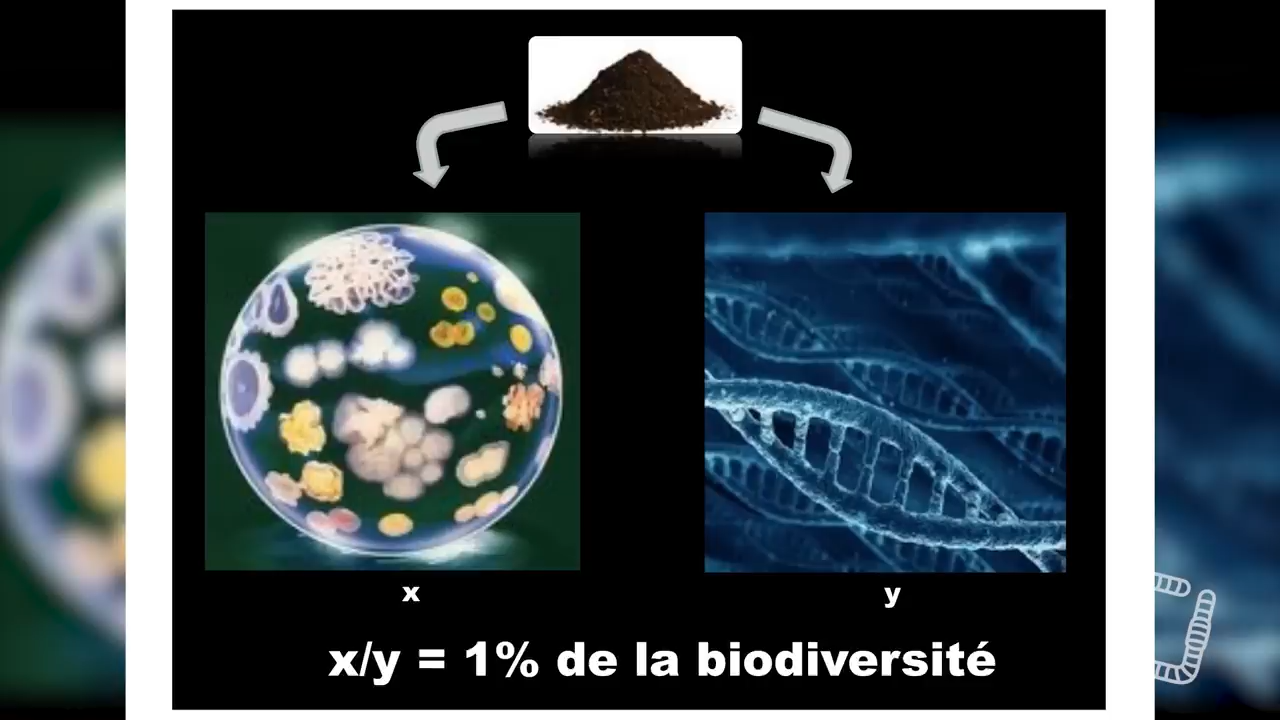 x
y
x/y = 1% de la biodiversité